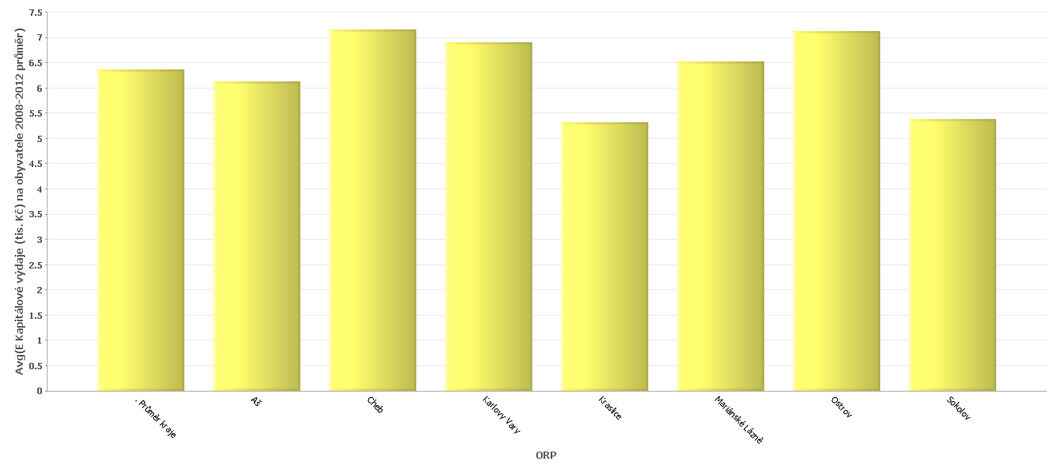 Avg(E Kapitálové výdaje (tis. Kč) na obyvatele 2008-2012 průměr)
7.5
7
6.5
6
5.5
5
4.5
4
3.5
3
2.5
2
1.5
1
0.5
0
. Průměr kraje
Aš
Cheb
Karlovy Vary
Kraslice
Mariánské Lázně
Ostrov
Sokolov
ORP